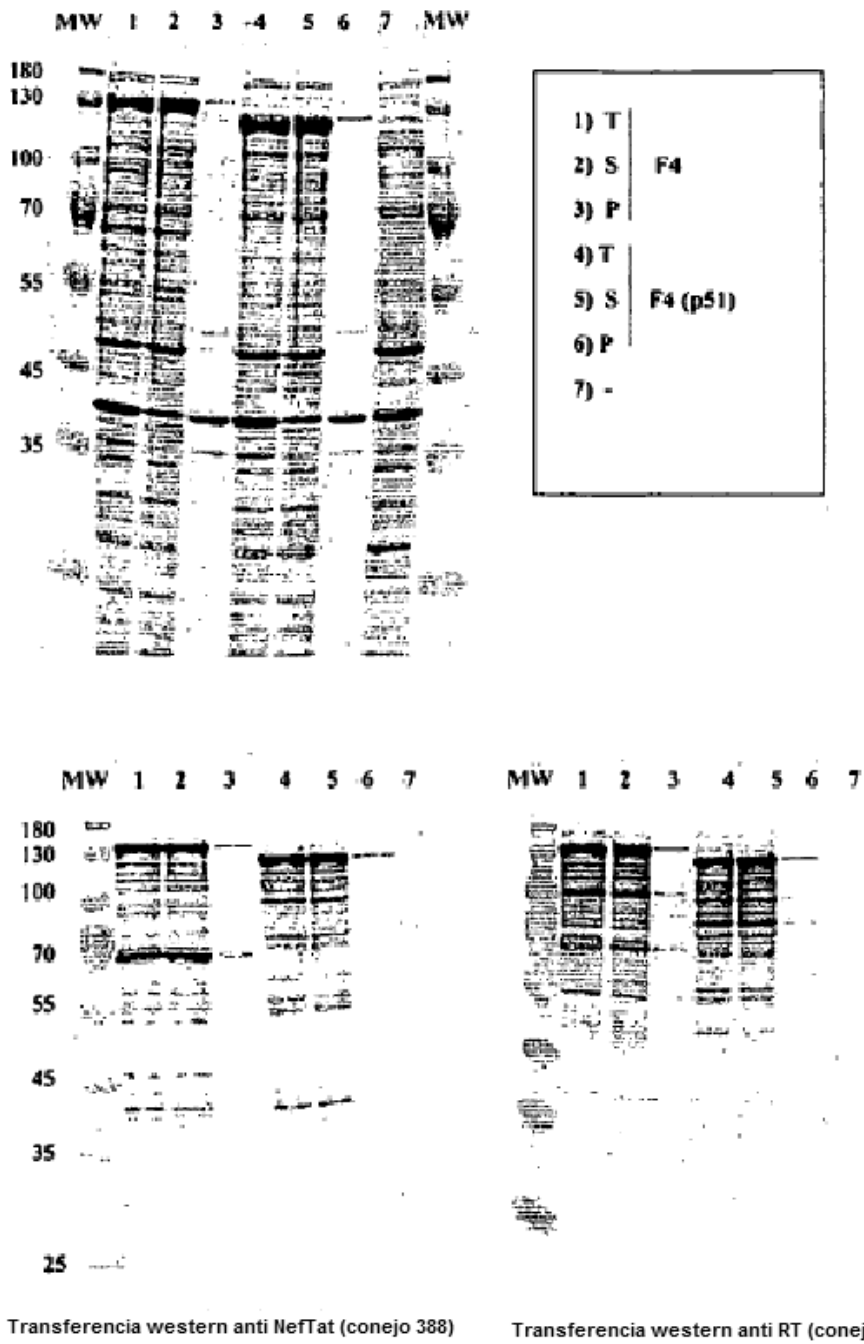 MW 1 2 3 4 5 6 7 MW
180
130
100
70
55
45
35
1) T
2) S F4
3) P
4) T
5) S F4 (p51)
6) P
7) -
MW 1 2 3 4 5 6 7
180
130
100
70
55
45
35
25
MW 1 2 3 4 5 6 7
Transferencia western anti NefTat (conejo 388)
Transferencia western anti RT (conej